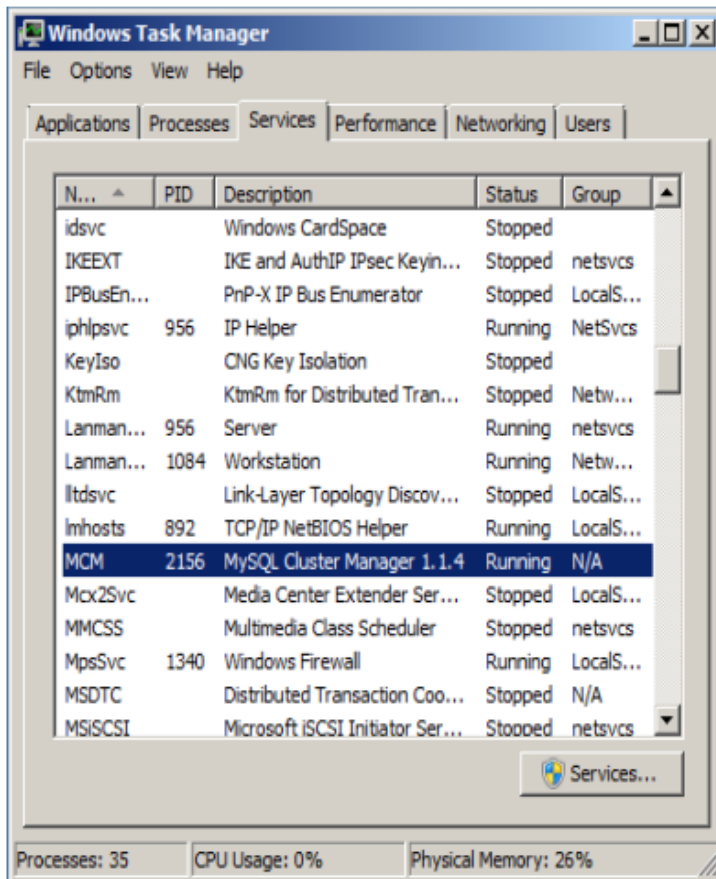 Windows Task Manager
File Options View Help
Applications Processes Services Performance Networking Users
N... PID Description Status Group
idsvc Windows CardSpace Stopped
IKEEXT IKE and AuthIP IPsec Keyin... Stopped netsvcs
IPBusEn... PnP-X IP Bus Enumerator Stopped LocalS...
iphlpsvc 956 IP Helper Running NetSvcs
KeyIso CNG Key Isolation Stopped
KtmRm KtmRm for Distributed Tran... Stopped Netw...
Lanman... 956 Server Running netsvcs
Lanman... 1084 Workstation Running Netw...
lltdsvc Link-Layer Topology Discov... Stopped LocalS...
lmhosts 892 TCP/IP NetBIOS Helper Running LocalS...
MCM 2156 MySQL Cluster Manager 1.1.4 Running N/A
Mcx2Svc Media Center Extender Ser... Stopped LocalS...
MMCSS Multimedia Class Scheduler Stopped netsvcs
MpsSvc 1340 Windows Firewall Running LocalS...
MSDTC Distributed Transaction Coo... Stopped N/A
MSiSCSI Microsoft iSCSI Initiator Ser... Stopped netsvcs
Services...
Processes: 35 CPU Usage: 0% Physical Memory: 26%